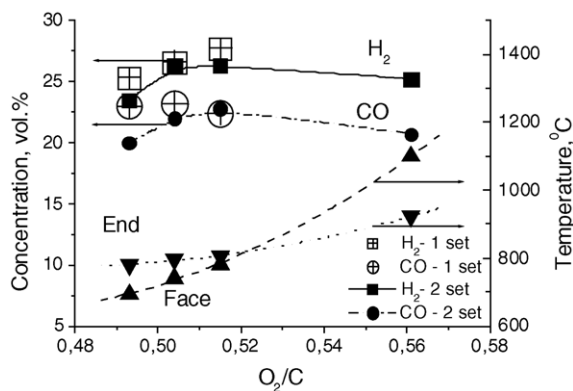 Concentration, vol.%
30
25
20
15
10
5
0,48
0,50
0,52
0,54
0,56
0,58
O₂/C
1400
1200
1000
800
600
Temperature,°C
H₂
CO
End
Face
H₂- 1 set
CO - 1 set
H₂- 2 set
CO - 2 set